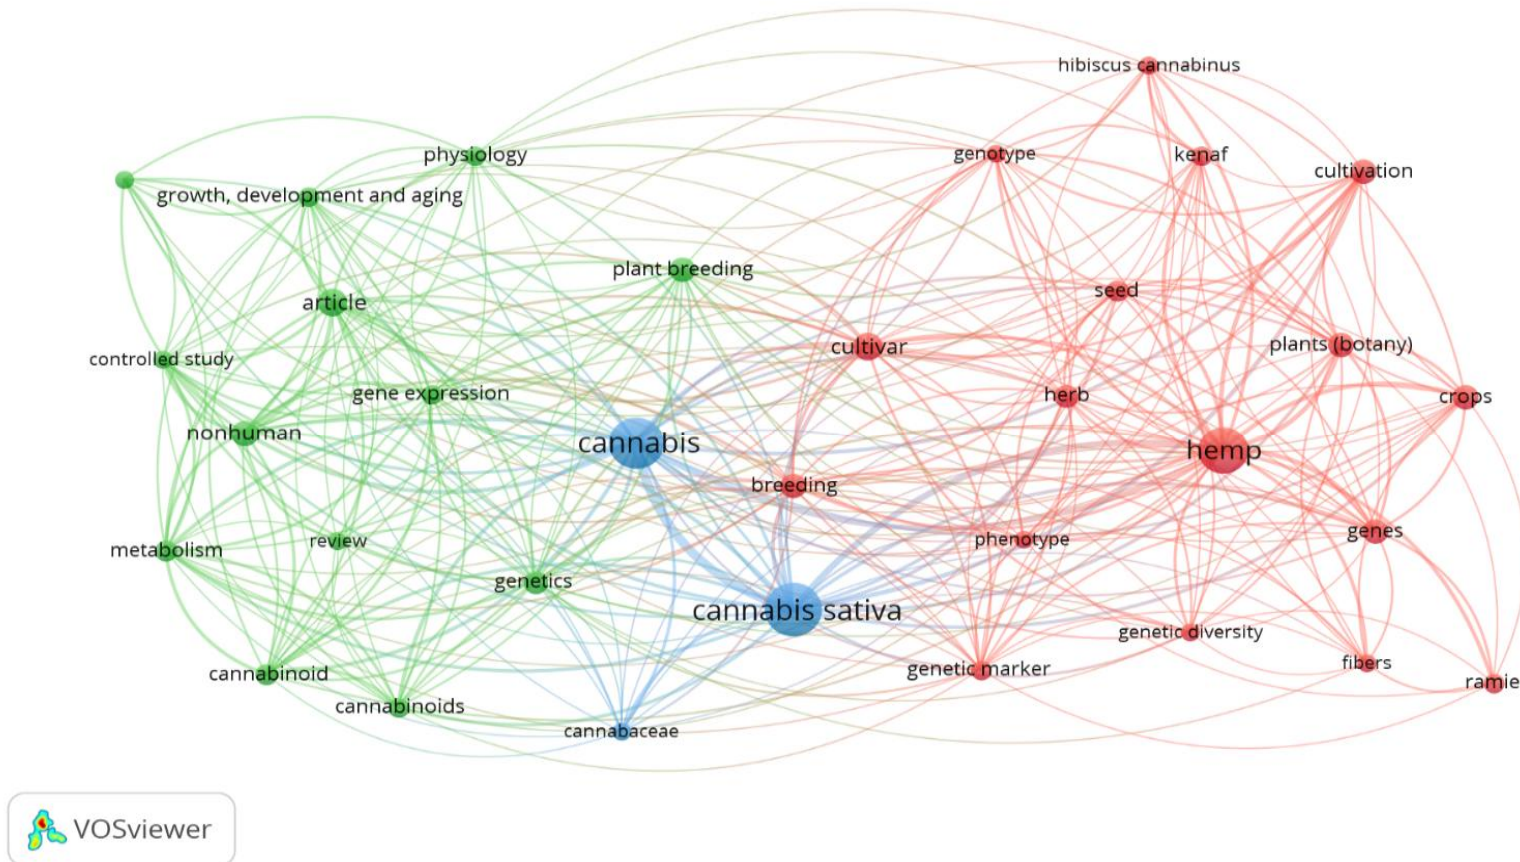 hibiscus cannabinus
physiology
genotype
kenaf
cultivation
growth, development and aging
plant breeding
seed
article
cultivar
plants (botany)
controlled study
gene expression
herb
crops
nonhuman
cannabis
hemp
breeding
metabolism
review
phenotype
genes
genetics
cannabis sativa
genetic diversity
cannabinoid
genetic marker
fibers
ramie
cannabinoids
cannabaceae
VOSviewer